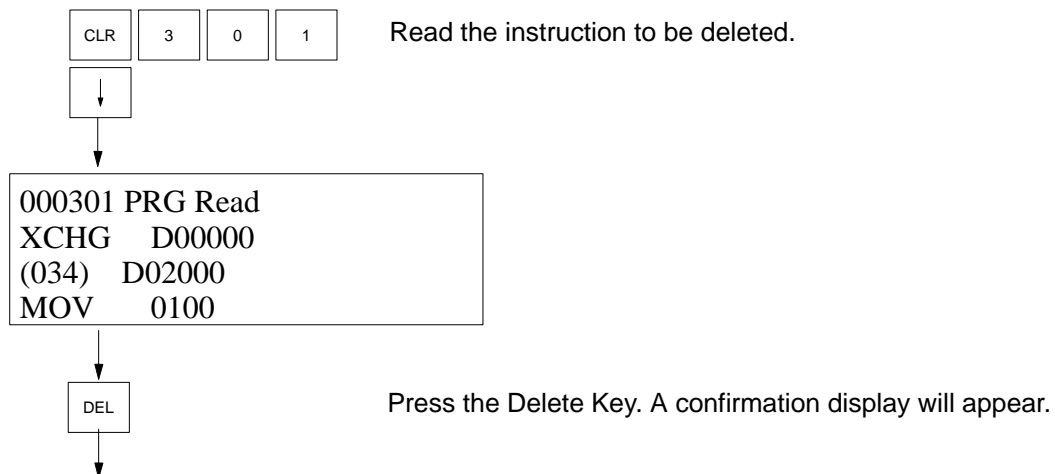 CLR 3 0 1 Read the instruction to be deleted.
000301 PRG Read
XCHG D00000
(034) D02000
MOV 0100
DEL Press the Delete Key. A confirmation display will appear.